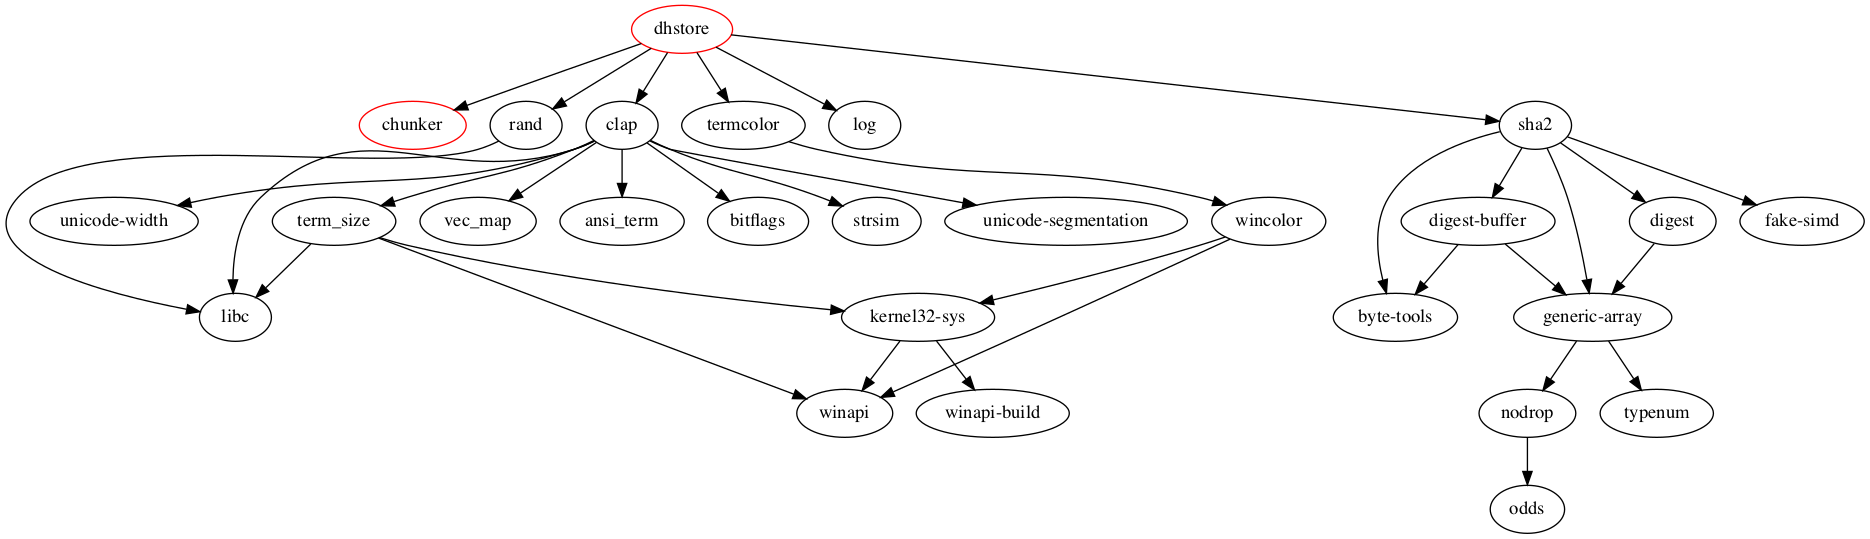 dhstore
chunker
rand
clap
termcolor
log
sha2
unicode-width
term_size
vec_map
ansi_term
bitflags
strsim
unicode-segmentation
wincolor
digest-buffer
digest
fake-simd
libc
kernel32-sys
byte-tools
generic-array
winapi
winapi-build
nodrop
typenum
odds